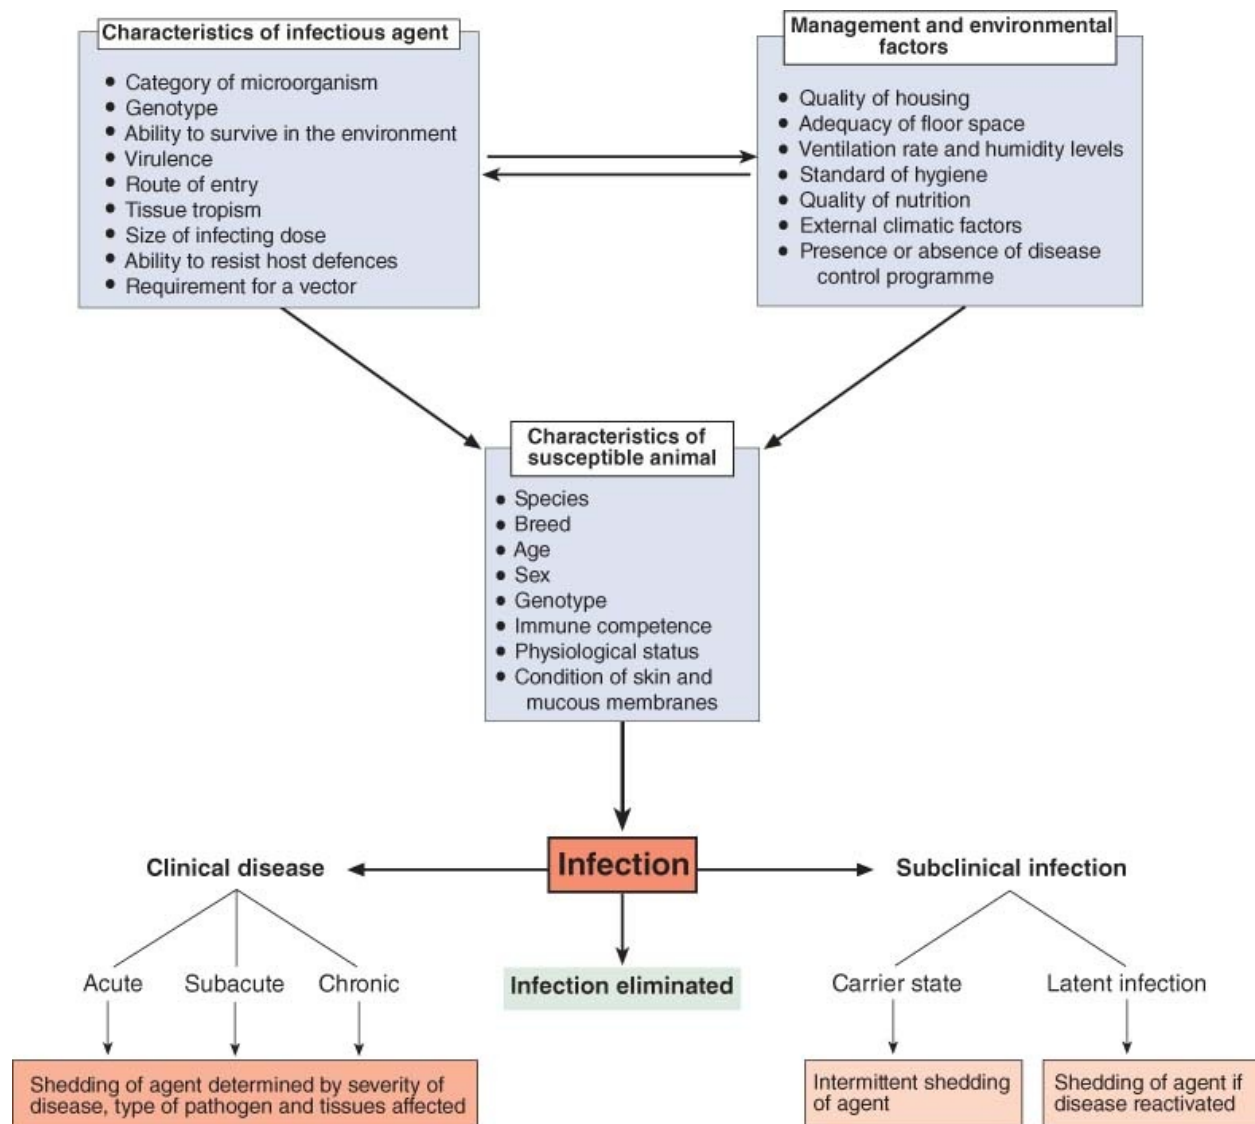 Characteristics of infectious agent
• Category of microorganism
• Genotype
• Ability to survive in the environment
• Virulence
• Route of entry
• Tissue tropism
• Size of infecting dose
• Ability to resist host defences
• Requirement for a vector
Management and environmental
factors
• Quality of housing
• Adequacy of floor space
• Ventilation rate and humidity levels
• Standard of hygiene
• Quality of nutrition
• External climatic factors
• Presence or absence of disease
control programme
Characteristics of
susceptible animal
• Species
• Breed
• Age
• Sex
• Genotype
• Immune competence
• Physiological status
• Condition of skin and
mucous membranes
Infection
Clinical disease
Subclinical infection
Acute
Subacute
Chronic
Infection eliminated
Carrier state
Latent infection
Shedding of agent determined by severity of
disease, type of pathogen and tissues affected
Intermittent shedding
of agent
Shedding of agent if
disease reactivated